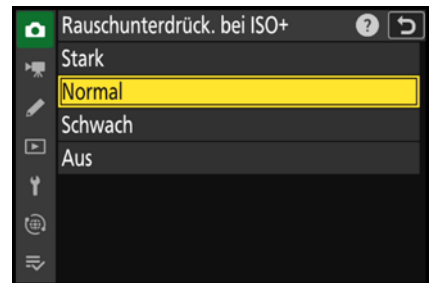 Rauschunterdrück. bei ISO+
Stark
Normal
Schwach
Aus